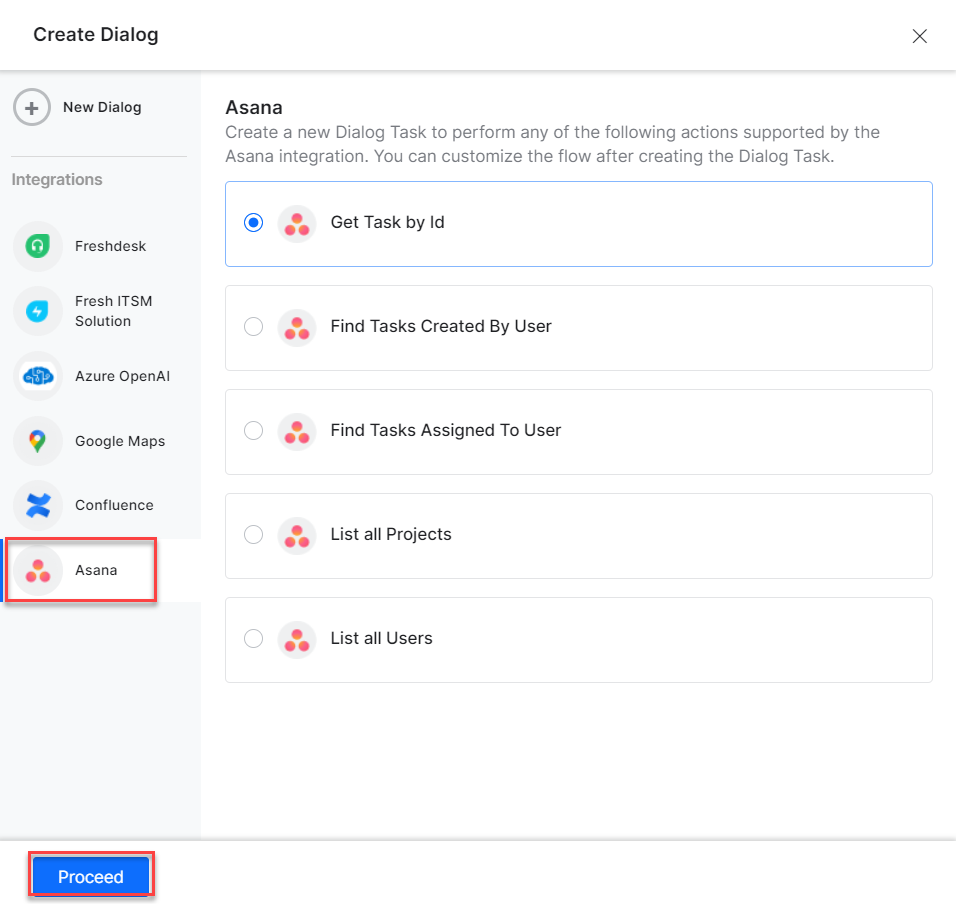 Create Dialog
New Dialog
Integrations
Freshdesk
Fresh ITSM
Solution
Azure OpenAI
Google Maps
Confluence
Asana
Asana
Create a new Dialog Task to perform any of the following actions supported by the
Asana integration. You can customize the flow after creating the Dialog Task.
Get Task by Id
Find Tasks Created By User
Find Tasks Assigned To User
List all Projects
List all Users
Proceed